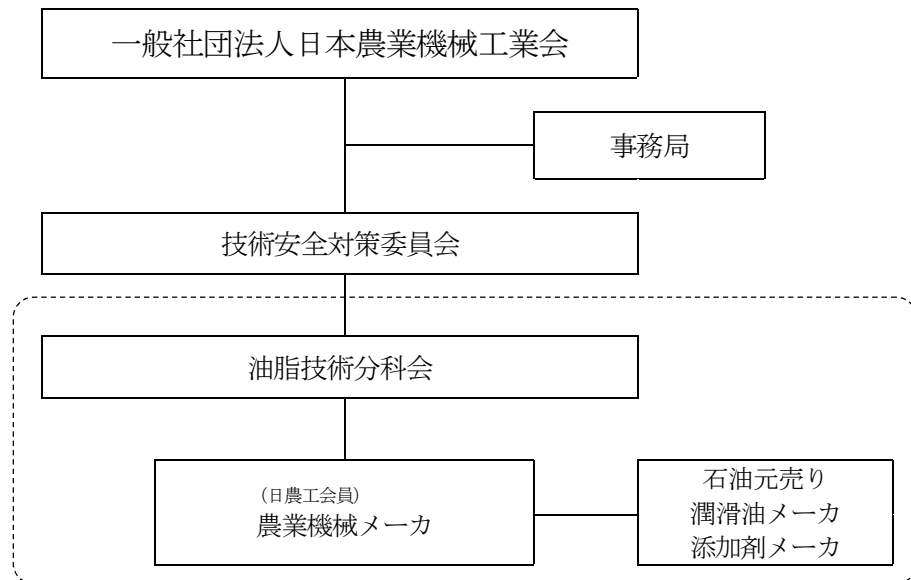 一般社団法人日本農業機械工業会
事務局
技術安全対策委員会
油脂技術分科会
(日農工会員)
農業機械メーカ
石油元売り
潤滑油メーカ
添加剤メーカ